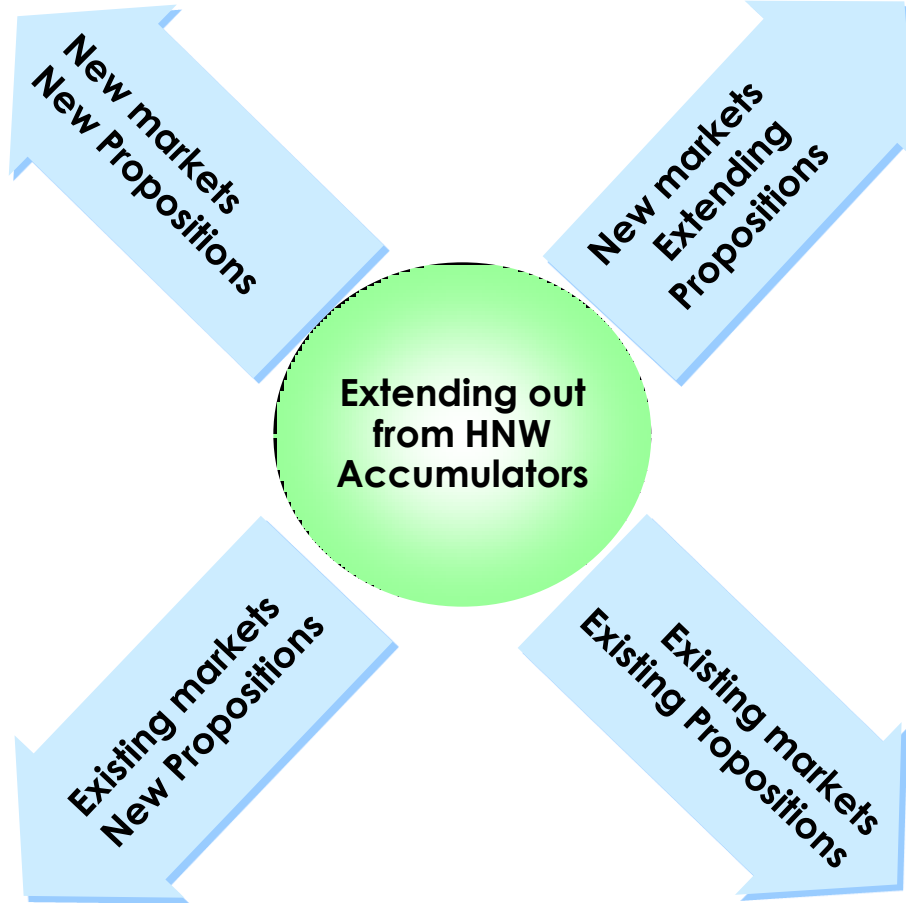 New markets
New Propositions
New markets
Extending
Propositions
Extending out
from HNW
Accumulators
Existing markets
New Propositions
Existing markets
Existing Propositions